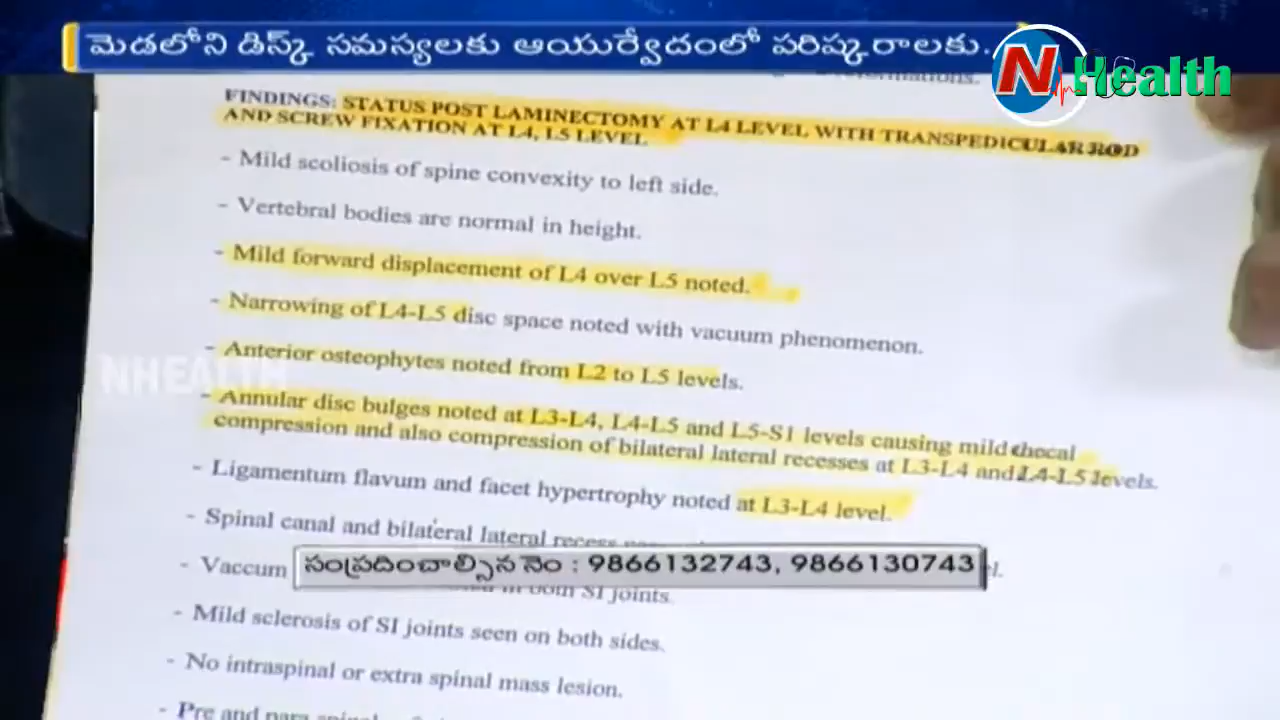 మెడలోని డిస్క్ సమస్యలకు ఆయుర్వేదంలో పరిష్కరాలకు.
N Health
FINDINGS: STATUS POST LAMINECTOMY AT L4 LEVEL WITH TRANSPEDICULAR ROD
AND SCREW FIXATION AT L4, L5 LEVEL
- Mild scoliosis of spine convexity to left side.
- Vertebral bodies are normal in height.
- Mild forward displacement of L4 over L5 noted.
- Narrowing of L4-L5 disc space noted with vacuum phenomenon.
- Anterior osteophytes noted from L2 to L5 levels.
NHEALTH
- Annular disc bulges noted at L3-L4, L4-L5 and L5-S1 levels causing mild thecal
compression and also compression of bilateral lateral recesses at L3-L4 and L4-L5 levels.
- Ligamentum flavum and facet hypertrophy noted at L3-L4 level.
- Spinal canal and bilateral lateral recess
- Vaccum
సంప్రదించాల్సిన నెం : 9866132743, 9866130743
in both SI joints.
- Mild sclerosis of SI joints seen on both sides.
- No intraspinal or extra spinal mass lesion.
- Pre and para spinal